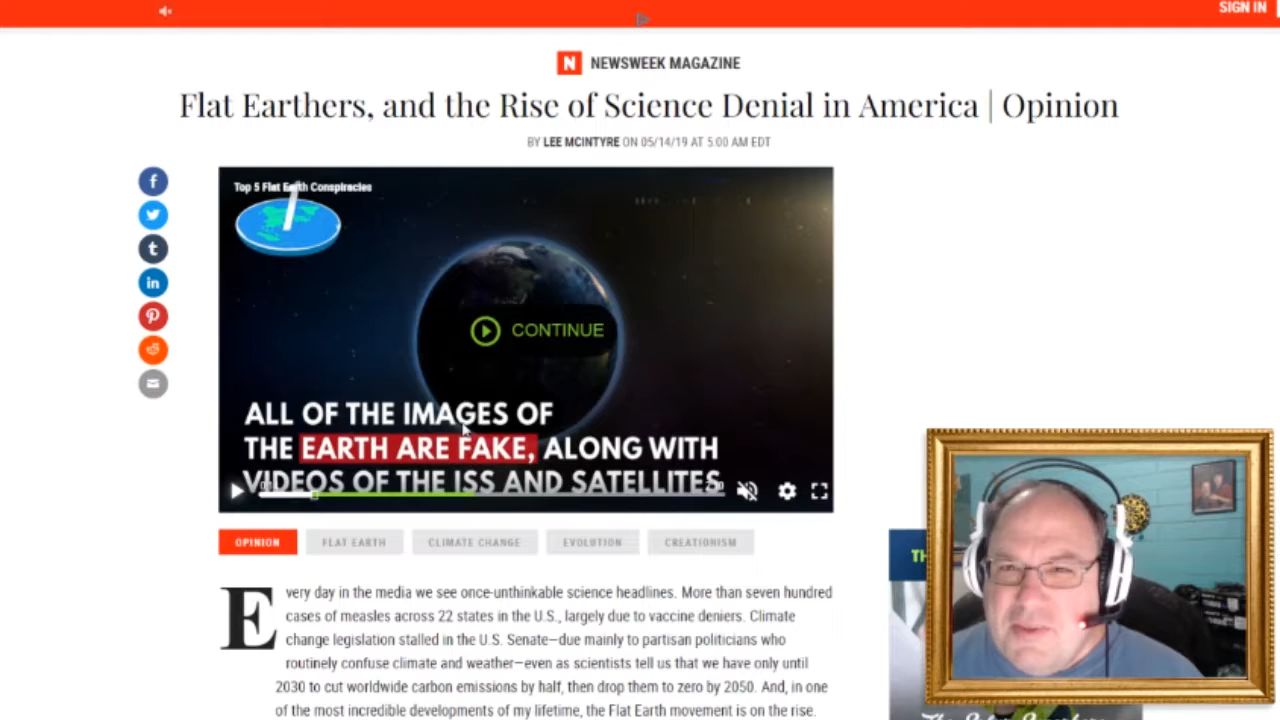 SIGN IN
N NEWSWEEK MAGAZINE
Flat Earthers, and the Rise of Science Denial in America | Opinion
BY LEE MCINTYRE ON 05/14/19 AT 5:00 AM EDT
f
t
in
Top 5 Flat Earth Conspiracies
CONTINUE
ALL OF THE IMAGES OF
THE EARTH ARE FAKE, ALONG WITH
VIDEOS OF THE ISS AND SATELLITES
OPINION FLAT EARTH CLIMATE CHANGE EVOLUTION CREATIONISM
TH
Every day in the media we see once-unthinkable science headlines. More than seven hundred
cases of measles across 22 states in the U.S., largely due to vaccine deniers. Climate
change legislation stalled in the U.S. Senate—due mainly to partisan politicians who
routinely confuse climate and weather—even as scientists tell us that we have only until
2030 to cut worldwide carbon emissions by half, then drop them to zero by 2050. And, in one
of the most incredible developments of my lifetime, the Flat Earth movement is on the rise.